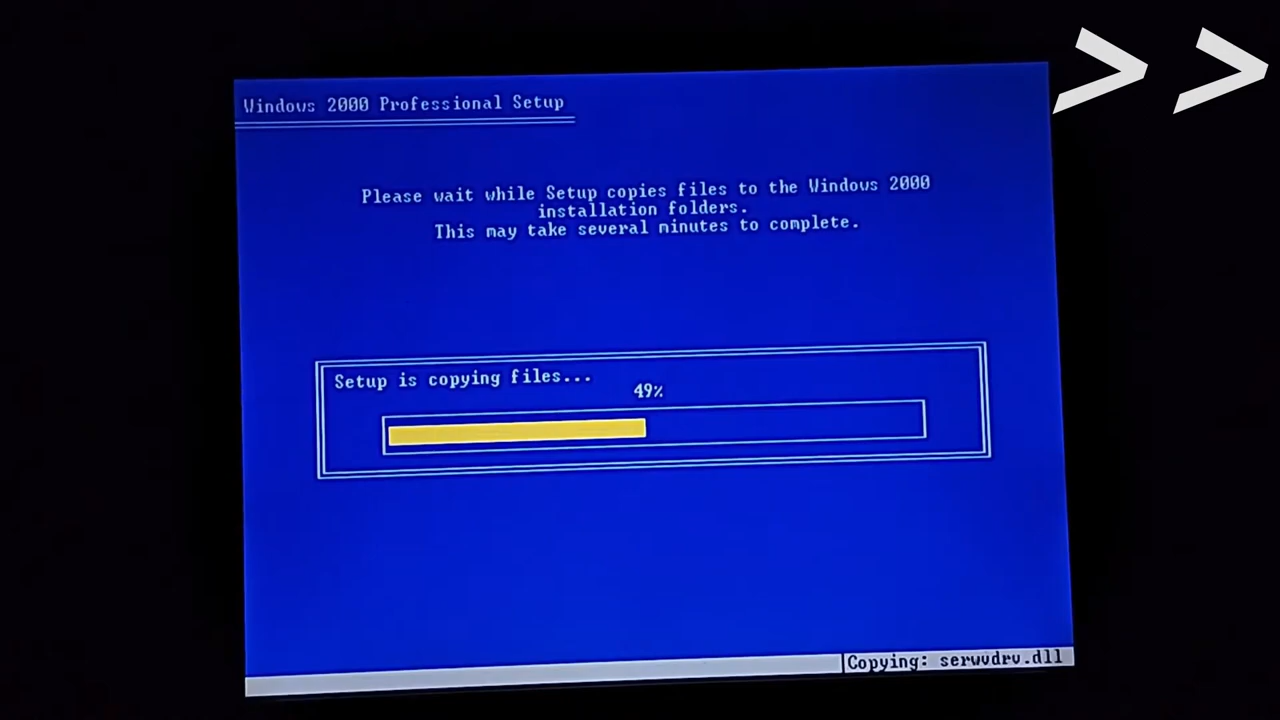 > >
Windows 2000 Professional Setup
Please wait while Setup copies files to the Windows 2000
installation folders.
This may take several minutes to complete.
Setup is copying files...
49%
Copying: serwvdrv.dll